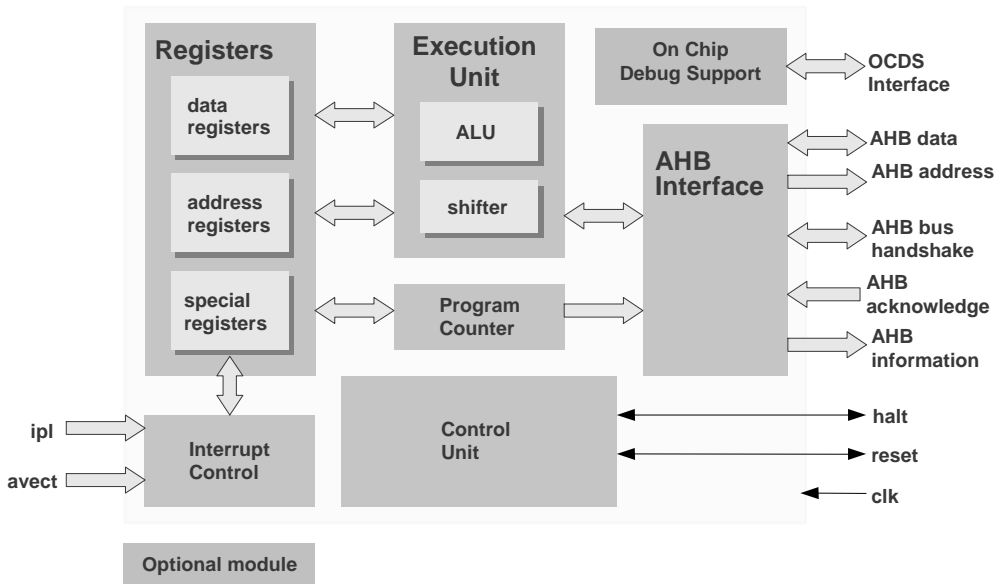 Registers
data
registers
address
registers
special
registers
Execution
Unit
ALU
shifter
Program
Counter
On Chip
Debug Support
AHB
Interface
OCDS
Interface
AHB data
AHB address
AHB bus
handshake
AHB
acknowledge
AHB
information
ipl
avect
Interrupt
Control
Control
Unit
halt
reset
clk
Optional module